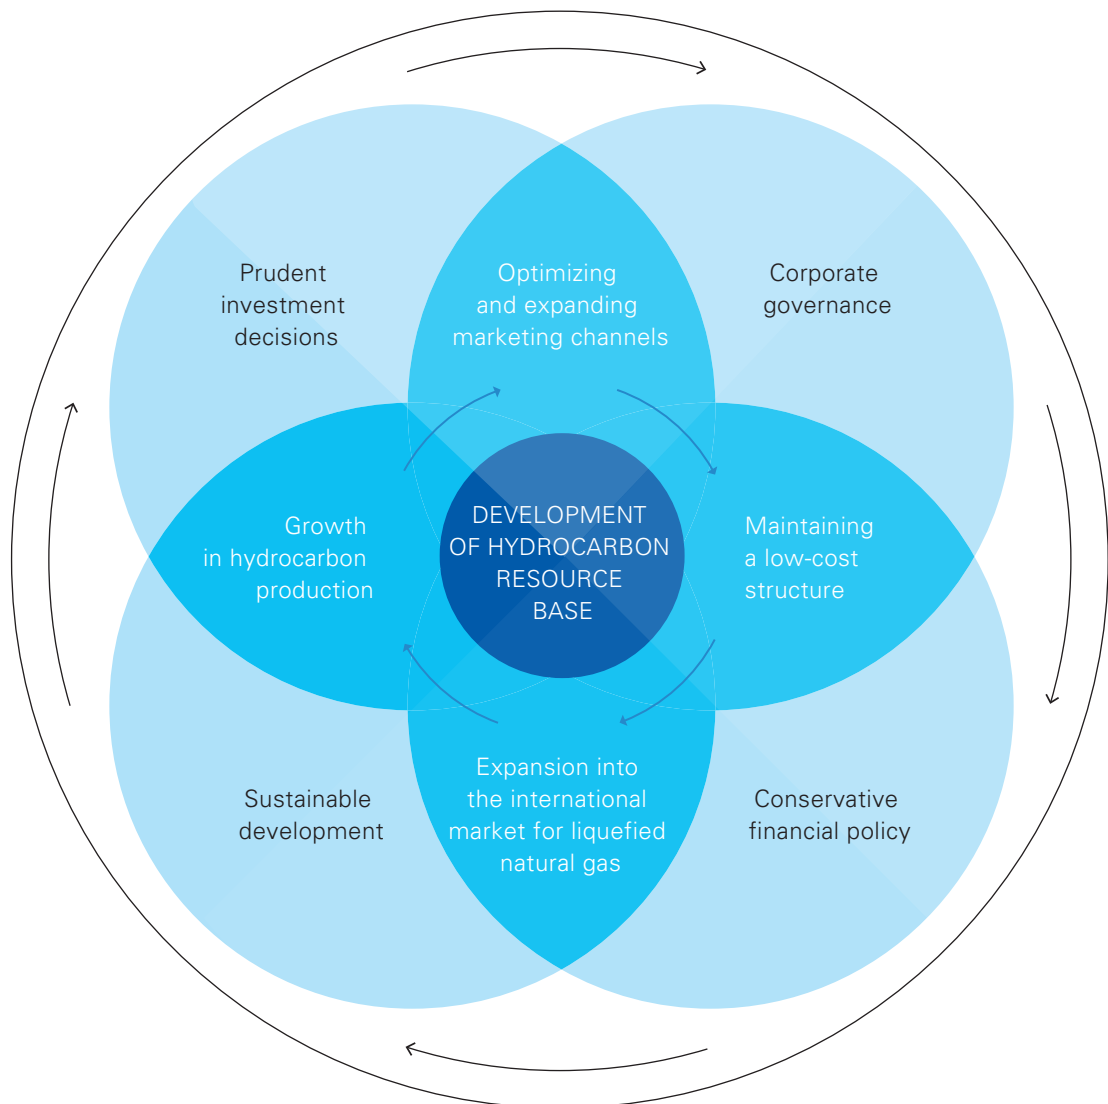 Prudent
investment
decisions
Optimizing
and expanding
marketing channels
Corporate
governance
Growth
in hydrocarbon
production
DEVELOPMENT
OF HYDROCARBON
RESOURCE
BASE
Maintaining
a low-cost
structure
Sustainable
development
Expansion into
the international
market for liquefied
natural gas
Conservative
financial policy